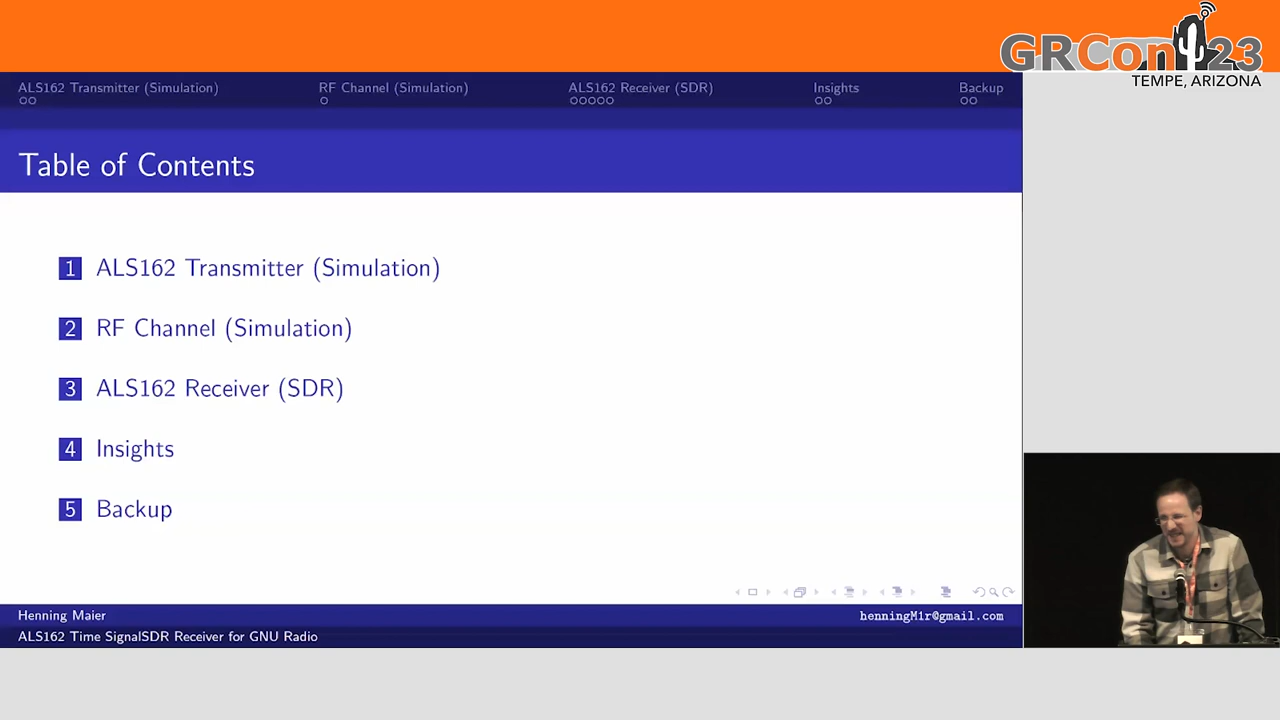 GRCon 23
TEMPE, ARIZONA
ALS162 Transmitter (Simulation)
RF Channel (Simulation)
ALS162 Receiver (SDR)
Insights
Backup
Table of Contents
1 ALS162 Transmitter (Simulation)
2 RF Channel (Simulation)
3 ALS162 Receiver (SDR)
4 Insights
5 Backup
Henning Maier
henningM1r@gmail.com
ALS162 Time SignalSDR Receiver for GNU Radio